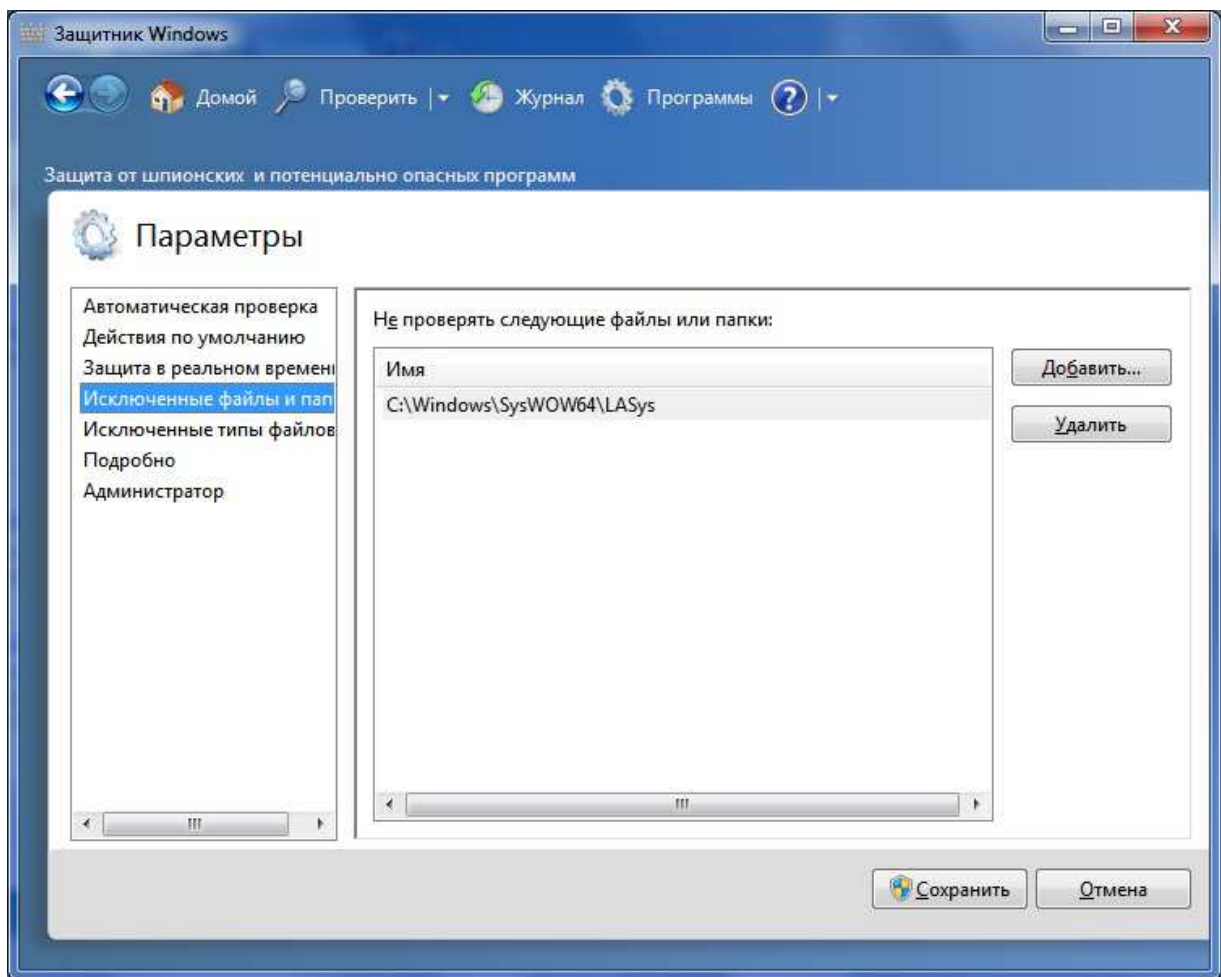 Защитник Windows
Домой Проверить Журнал Программы ?
Защита от шпионских и потенциально опасных программ
Параметры
Автоматическая проверка
Действия по умолчанию
Защита в реальном времени
Исключенные файлы и пап
Исключенные типы файлов
Подробно
Администратор
Не проверять следующие файлы или папки:
Имя
C:\Windows\SysWOW64\LASys
Добавить...
Удалить
Сохранить
Отмена